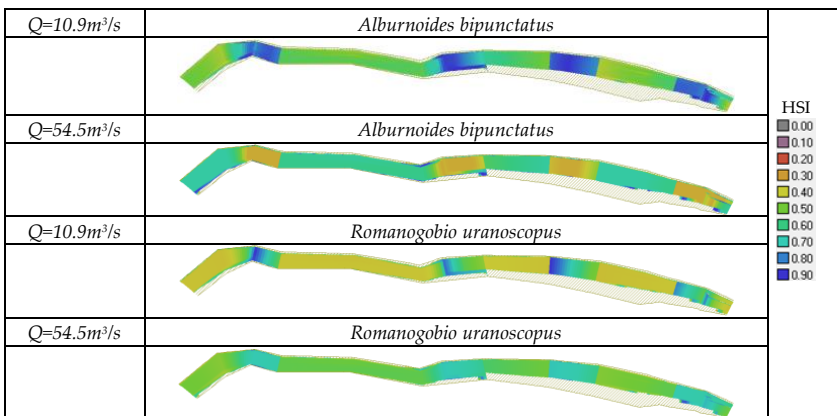 Q=10.9m³/s Alburnoides bipunctatus
Q=54.5m³/s Alburnoides bipunctatus
Q=10.9m³/s Romanogobio uranoscopus
Q=54.5m³/s Romanogobio uranoscopus
HSI
0.00
0.10
0.20
0.30
0.40
0.50
0.60
0.70
0.80
0.90